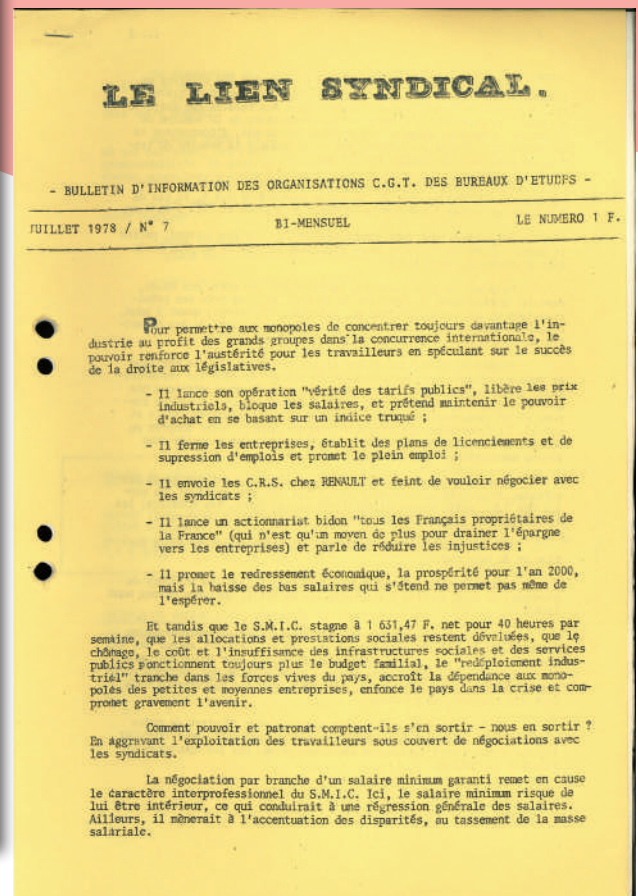 LE LIEN SYNDICAL.
- BULLETIN D'INFORMATION DES ORGANISATIONS C.G.T. DES BUREAUX D'ETUDES -
JUILLET 1978 / N° 7 BI-MENSUEL LE NUMERO 1 F.
Pour permettre aux monopoles de concentrer toujours davantage l'in-
dustrie au profit des grands groupes dans la concurrence internationale, le
pouvoir renforce l'austérité pour les travailleurs en spéculant sur le succès
de la droite aux législatives.
- Il lance son opération "vérité des tarifs publics", libère les prix
industriels, bloque les salaires, et prétend maintenir le pouvoir
d'achat en se basant sur un indice truqué ;
- Il ferme les entreprises, établit des plans de licenciements et de
supression d'emplois et promet le plein emploi ;
- Il envoie les C.R.S. chez RENAULT et feint de vouloir négocier avec
les syndicats ;
- Il lance un actionnariat bidon "tous les Français propriétaires de
la France" (qui n'est qu'un moyen de plus pour drainer l'épargne
vers les entreprises) et parle de réduire les injustices ;
- Il promet le redressement économique, la prospérité pour l'an 2000,
mais la baisse des bas salaires qui s'étend ne permet pas même de
l'espérer.
Et tandis que le S.M.I.C. stagne à 1 631,47 F. net pour 40 heures par
semaine, que les allocations et prestations sociales restent dévaluées, que le
chômage, le coût et l'insuffisance des infrastructures sociales et des services
publics ponctionnent toujours plus le budget familial, le "redéploiement indus-
triel" tranche dans les forces vives du pays, accroît la dépendance aux mono-
poles des petites et moyennes entreprises, enfonce le pays dans la crise et com-
promet gravement l'avenir.
Comment pouvoir et patronat comptent-ils s'en sortir - nous en sortir ?
En aggravant l'exploitation des travailleurs sous couvert de négociations avec
les syndicats.
La négociation par branche d'un salaire minimum garanti remet en cause
le caractère interprofessionnel du S.M.I.C. Ici, le salaire minimum risque de
lui être intérieur, ce qui conduirait à une régression générale des salaires.
Ailleurs, il mènerait à l'accentuation des disparités, au tassement de la masse
salariale.